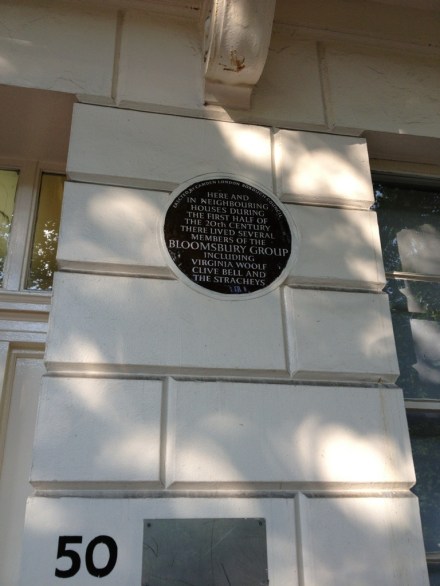 HERE AND
IN NEIGHBOURING
HOUSES DURING
THE FIRST HALF OF
THE 20th CENTURY
THERE LIVED SEVERAL
MEMBERS OF THE
BLOOMSBURY GROUP
INCLUDING
VIRGINIA WOOLF
CLIVE BELL AND
THE STRACHEYS
50